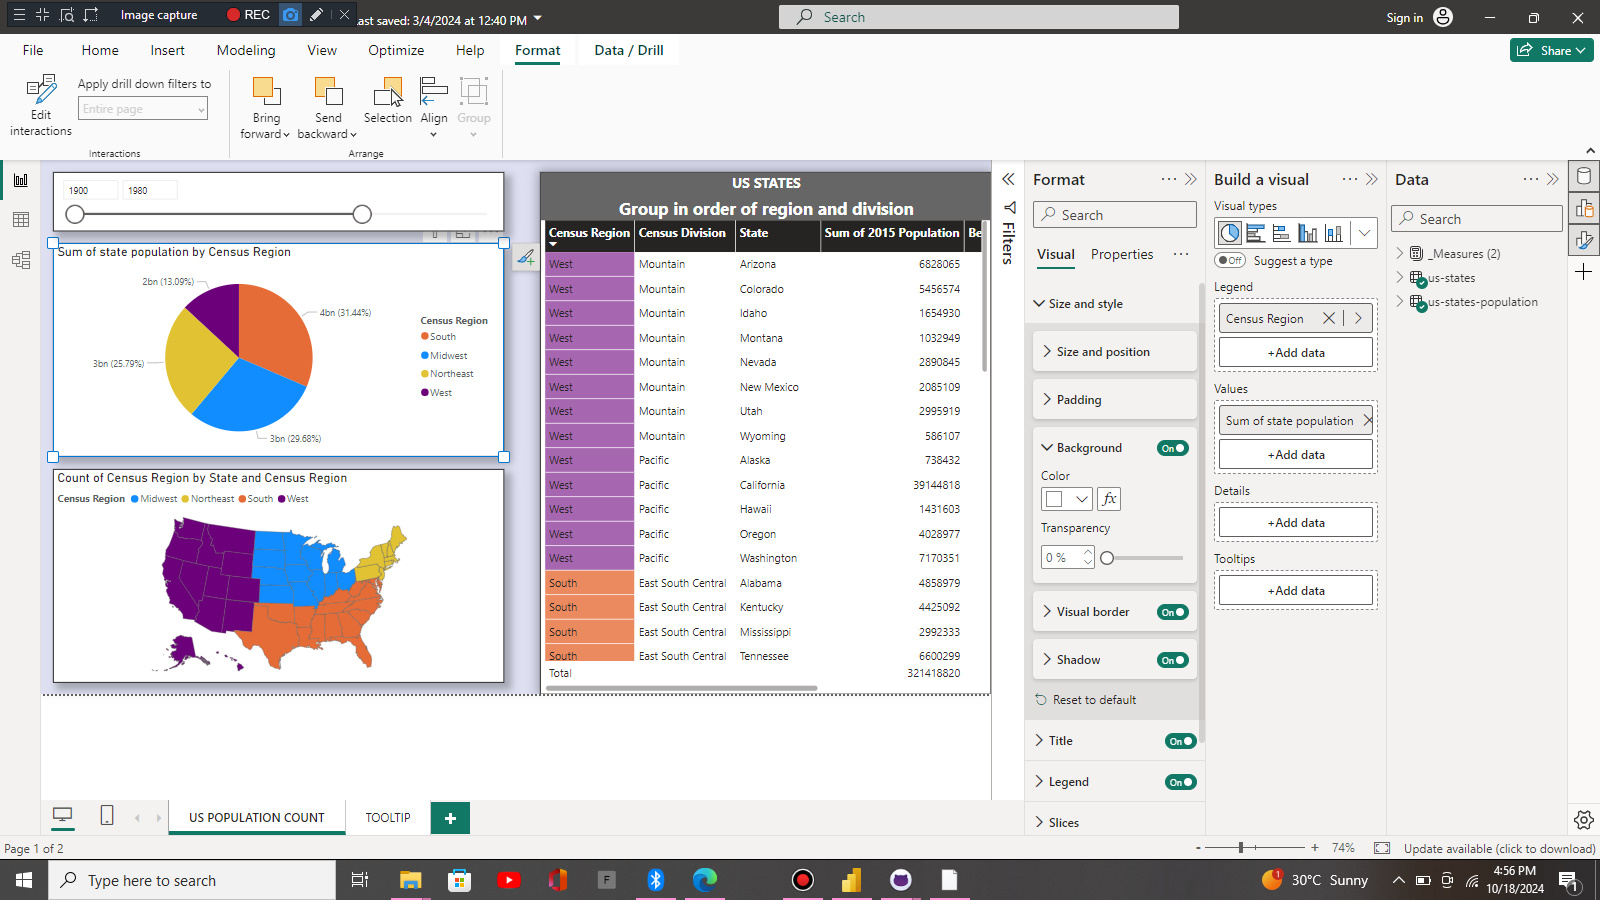 Image capture
REC
ast saved: 3/4/2024 at 12:40 PM
Search
Sign in
File
Home
Insert
Modeling
View
Optimize
Help
Format
Data / Drill
Share
Edit
interactions
Apply drill down filters to
Entire page
Interactions
Bring
forward
Send
backward
Selection
Align
Group
Arrange
1900
1980
Sum of state population by Census Region
2bn (13.09%)
4bn (31.44%)
3bn (25.79%)
3bn (29.68%)
Census Region
South
Midwest
Northeast
West
Count of Census Region by State and Census Region
Census Region Midwest Northeast South West
US STATES
Group in order of region and division
Census Region Census Division State Sum of 2015 Population Be
West Mountain Arizona 6828065
West Mountain Colorado 5456574
West Mountain Idaho 1654930
West Mountain Montana 1032949
West Mountain Nevada 2890845
West Mountain New Mexico 2085109
West Mountain Utah 2995919
West Mountain Wyoming 586107
West Pacific Alaska 738432
West Pacific California 39144818
West Pacific Hawaii 1431603
West Pacific Oregon 4028977
West Pacific Washington 7170351
South East South Central Alabama 4858979
South East South Central Kentucky 4425092
South East South Central Mississippi 2992333
South East South Central Tennessee 6600299
Total 321418820
Filters
Format
Search
Visual
Properties
Size and style
Size and position
Padding
Background On
Color
fx
Transparency
0 %
Visual border On
Shadow On
Reset to default
Title On
Legend On
Slices
Build a visual
Visual types
Off Suggest a type
Legend
Census Region
+Add data
Values
Sum of state population
+Add data
Details
+Add data
Tooltips
+Add data
Data
Search
_Measures (2)
us-states
us-states-population
US POPULATION COUNT
TOOLTIP
Page 1 of 2
- + 74%
Update available (click to download)
Type here to search
F
1
30°C Sunny
4:56 PM
10/18/2024
1